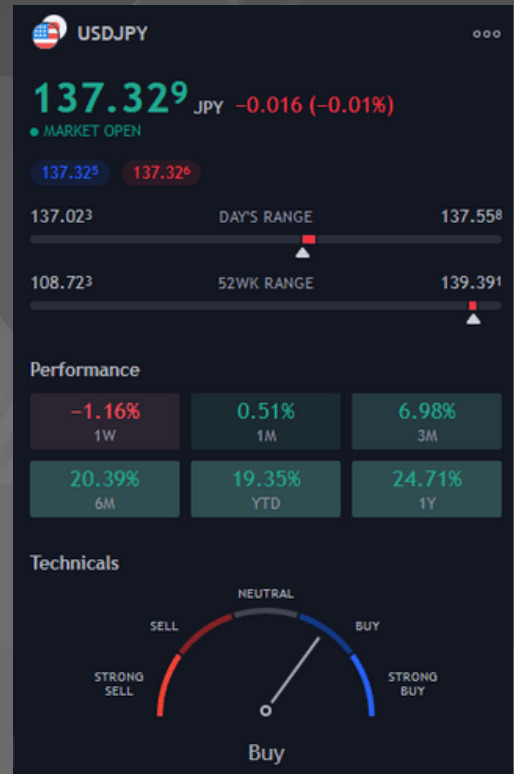 USDJPY
137.329 JPY −0.016 (−0.01%)
MARKET OPEN
137.325 137.326
137.023 DAY'S RANGE 137.558
108.723 52WK RANGE 139.391
Performance
−1.16% 0.51% 6.98%
1W 1M 3M
20.39% 19.35% 24.71%
6M YTD 1Y
Technicals
NEUTRAL
SELL BUY
STRONG SELL STRONG BUY
Buy